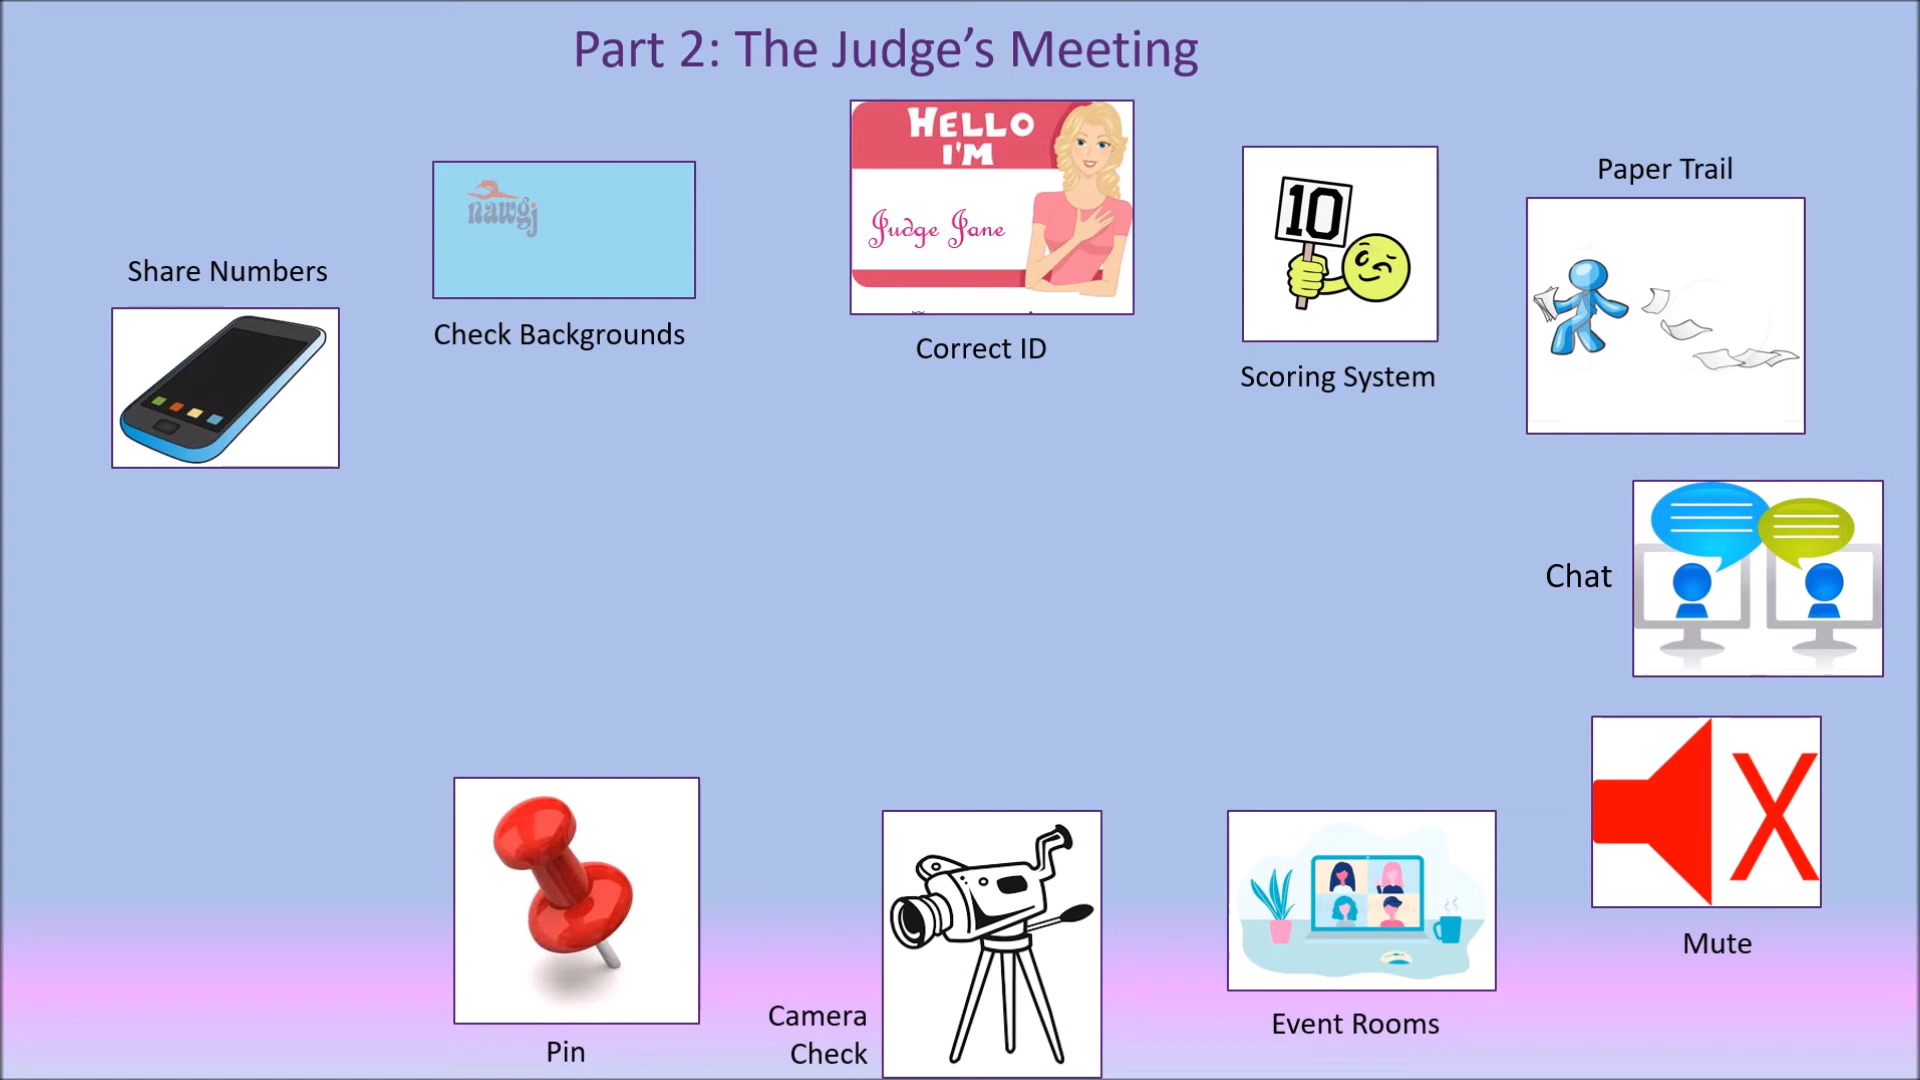 Part 2: The Judge’s Meeting
Share Numbers
nawgj
Check Backgrounds
HELLO
I'M
Judge Jane
Correct ID
10
Scoring System
Paper Trail
Chat
X
Mute
Event Rooms
Camera
Check
Pin